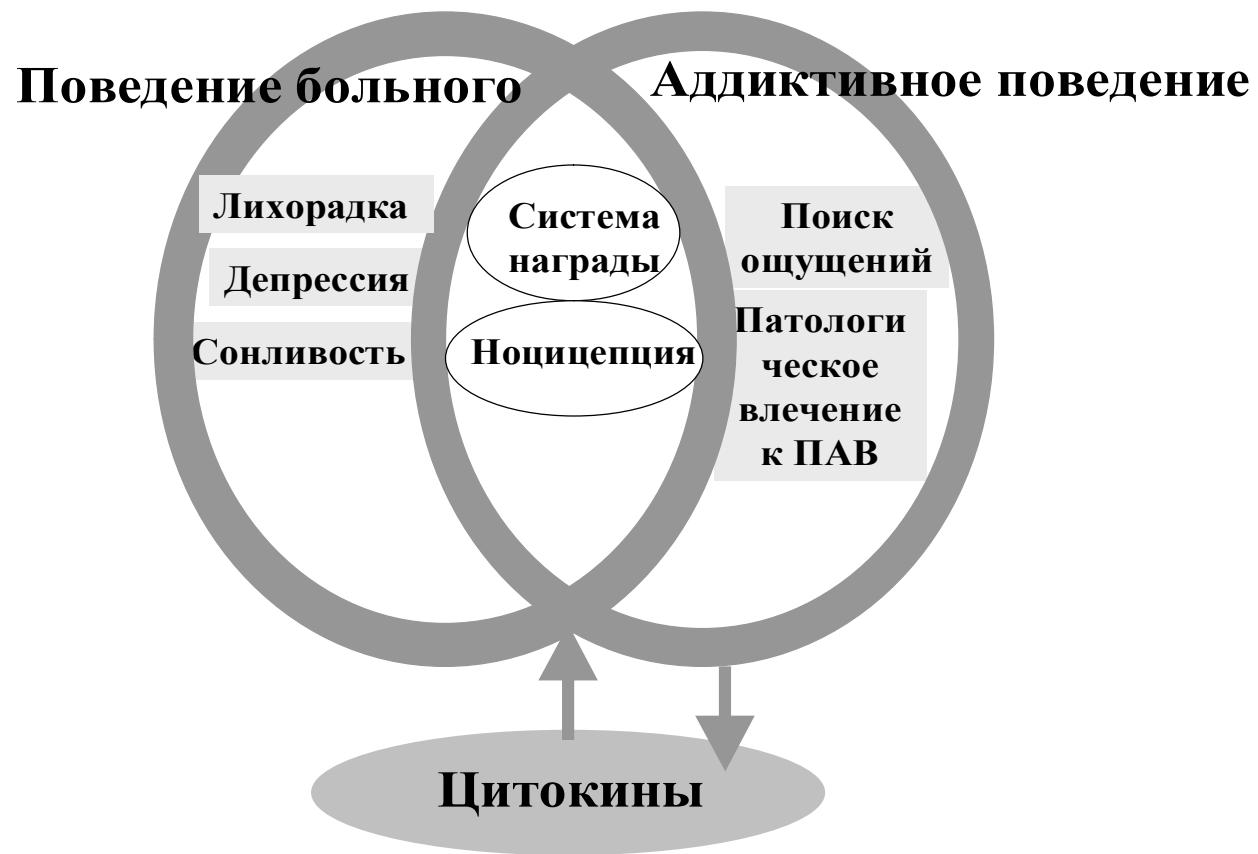 Поведение больного
Аддиктивное поведение
Лихорадка
Депрессия
Сонливость
Система
награды
Ноцицепция
Поиск
ощущений
Патологи
ческое
влечение
к ПАВ
Цитокины